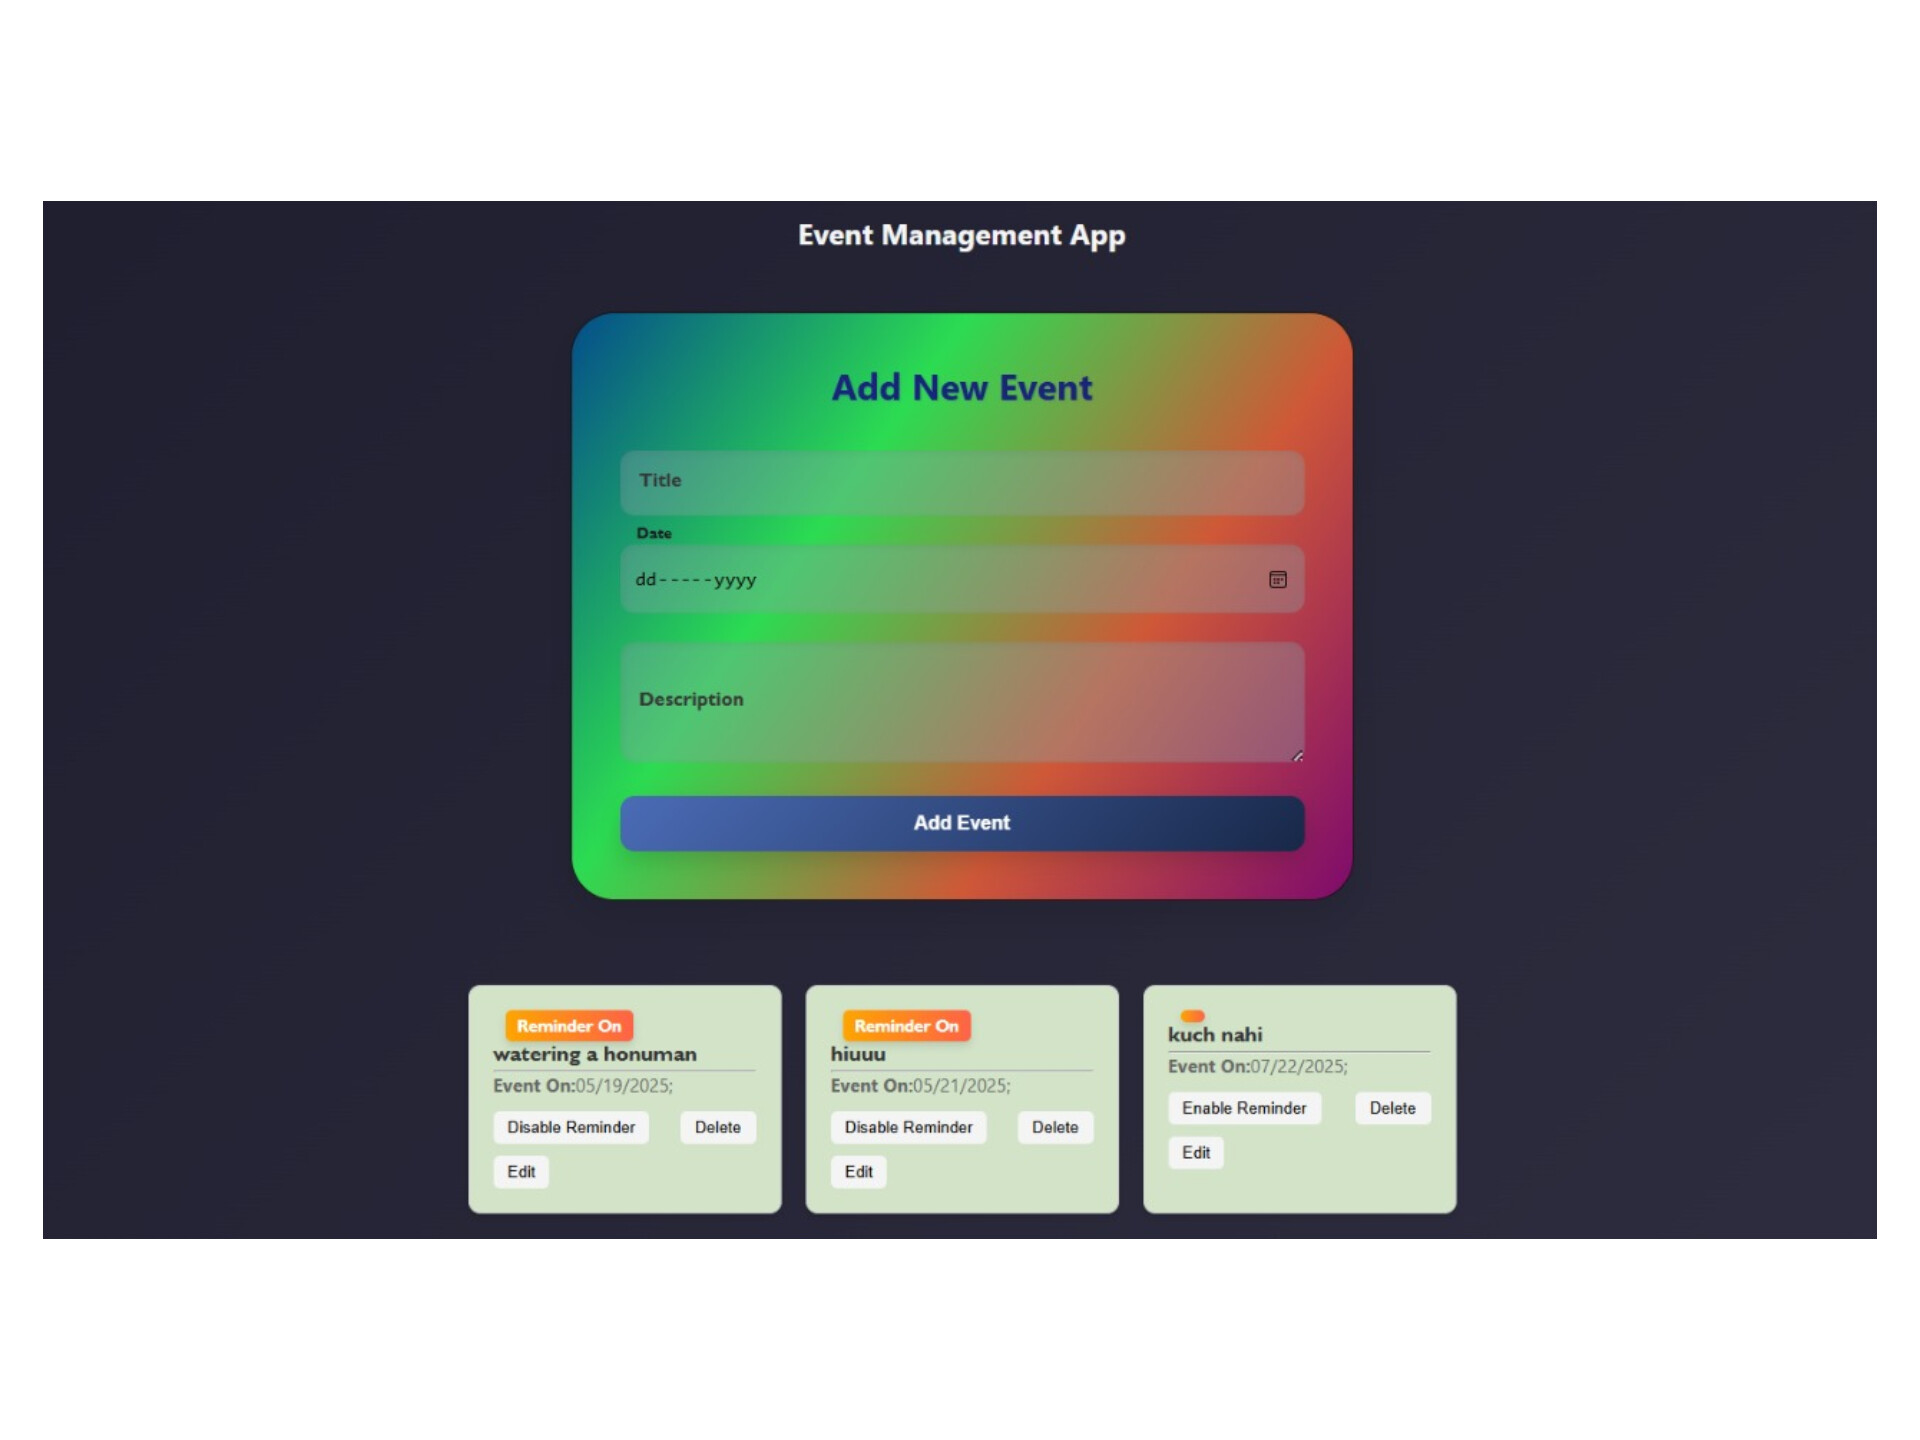 Event Management App
Add New Event
Title
Date
dd-----yyyy
Description
Add Event
Reminder On
watering a honuman
Event On:05/19/2025;
Disable Reminder Delete
Edit
Reminder On
hiuuu
Event On:05/21/2025;
Disable Reminder Delete
Edit
kuch nahi
Event On:07/22/2025;
Enable Reminder Delete
Edit